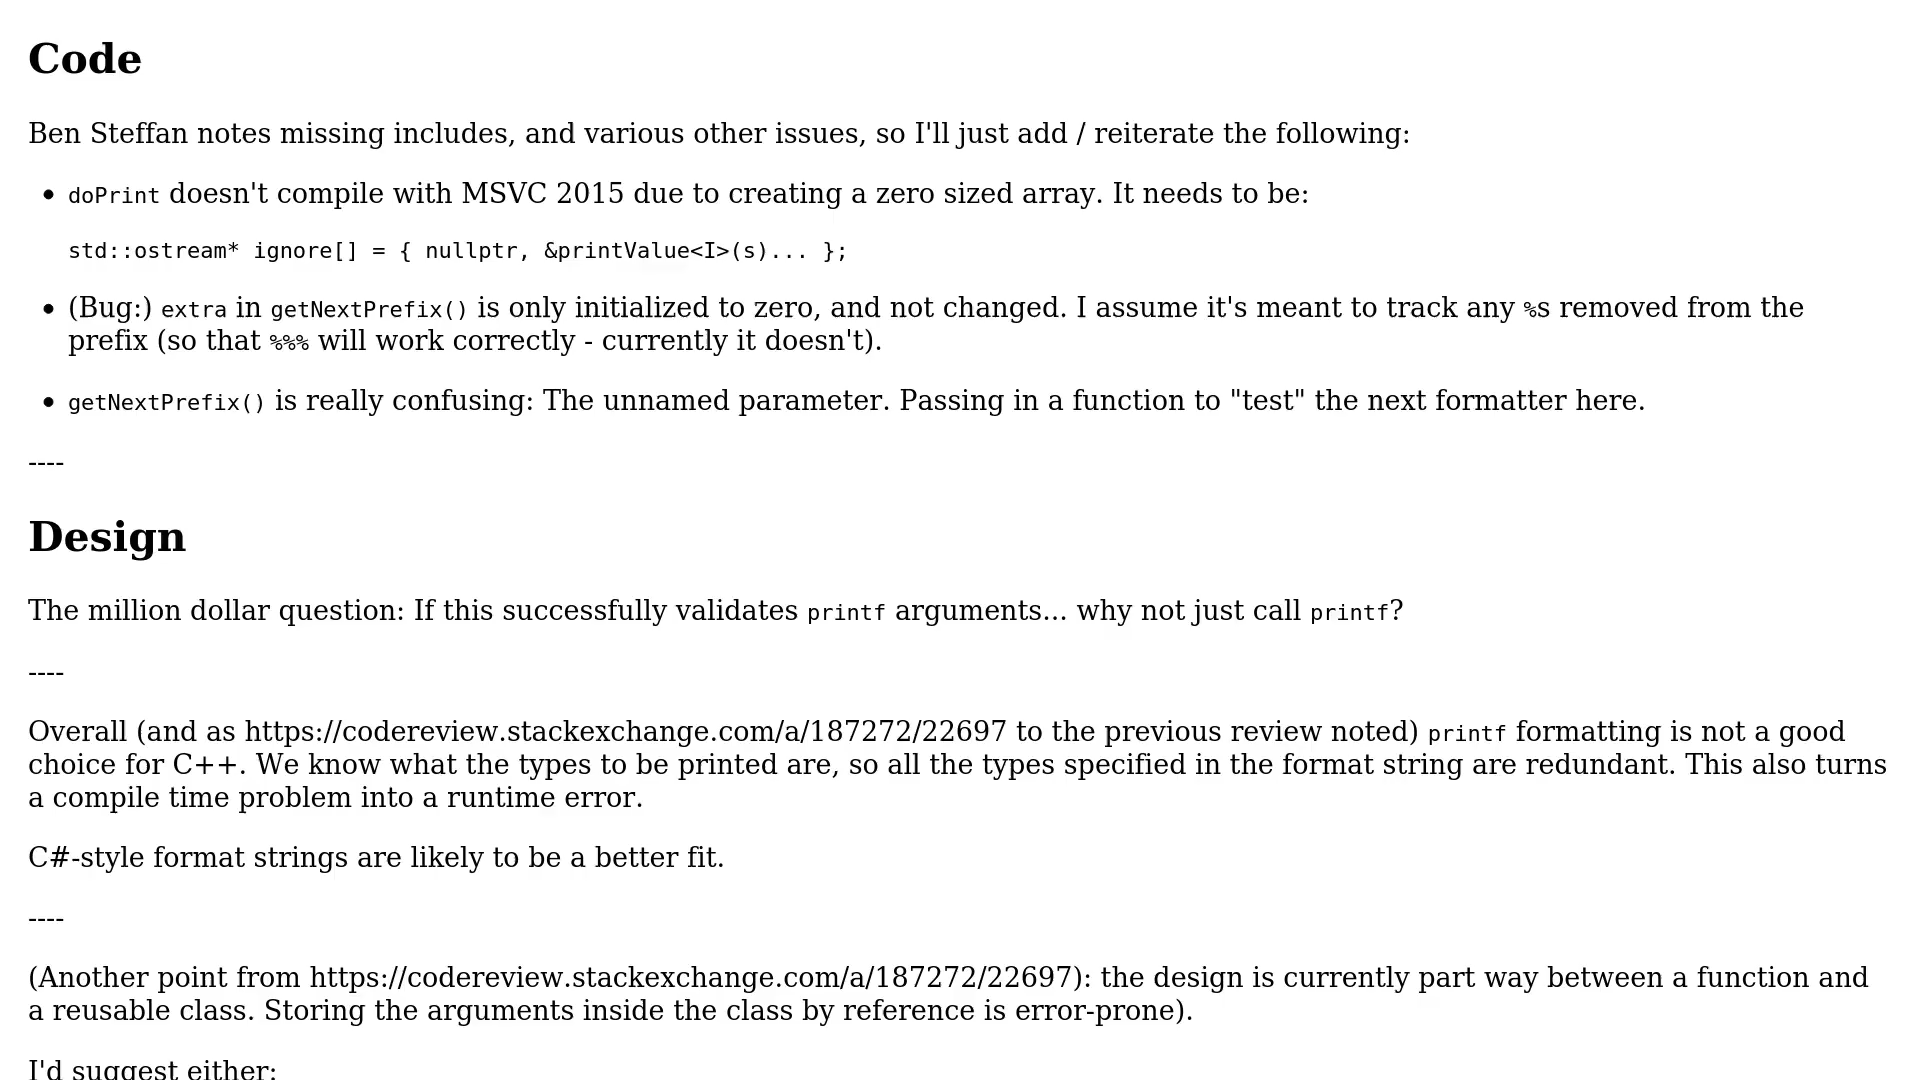 Code
Ben Steffan notes missing includes, and various other issues, so I'll just add / reiterate the following:
• doPrint doesn't compile with MSVC 2015 due to creating a zero sized array. It needs to be:
std::ostream* ignore[] = { nullptr, &printValue<I>(s)... };
• (Bug:) extra in getNextPrefix() is only initialized to zero, and not changed. I assume it's meant to track any %s removed from the
prefix (so that %%% will work correctly - currently it doesn't).
• getNextPrefix() is really confusing: The unnamed parameter. Passing in a function to "test" the next formatter here.
----
Design
The million dollar question: If this successfully validates printf arguments... why not just call printf?
----
Overall (and as https://codereview.stackexchange.com/a/187272/22697 to the previous review noted) printf formatting is not a good
choice for C++. We know what the types to be printed are, so all the types specified in the format string are redundant. This also turns
a compile time problem into a runtime error.
C#-style format strings are likely to be a better fit.
----
(Another point from https://codereview.stackexchange.com/a/187272/22697): the design is currently part way between a function and
a reusable class. Storing the arguments inside the class by reference is error-prone).
I'd suggest either: